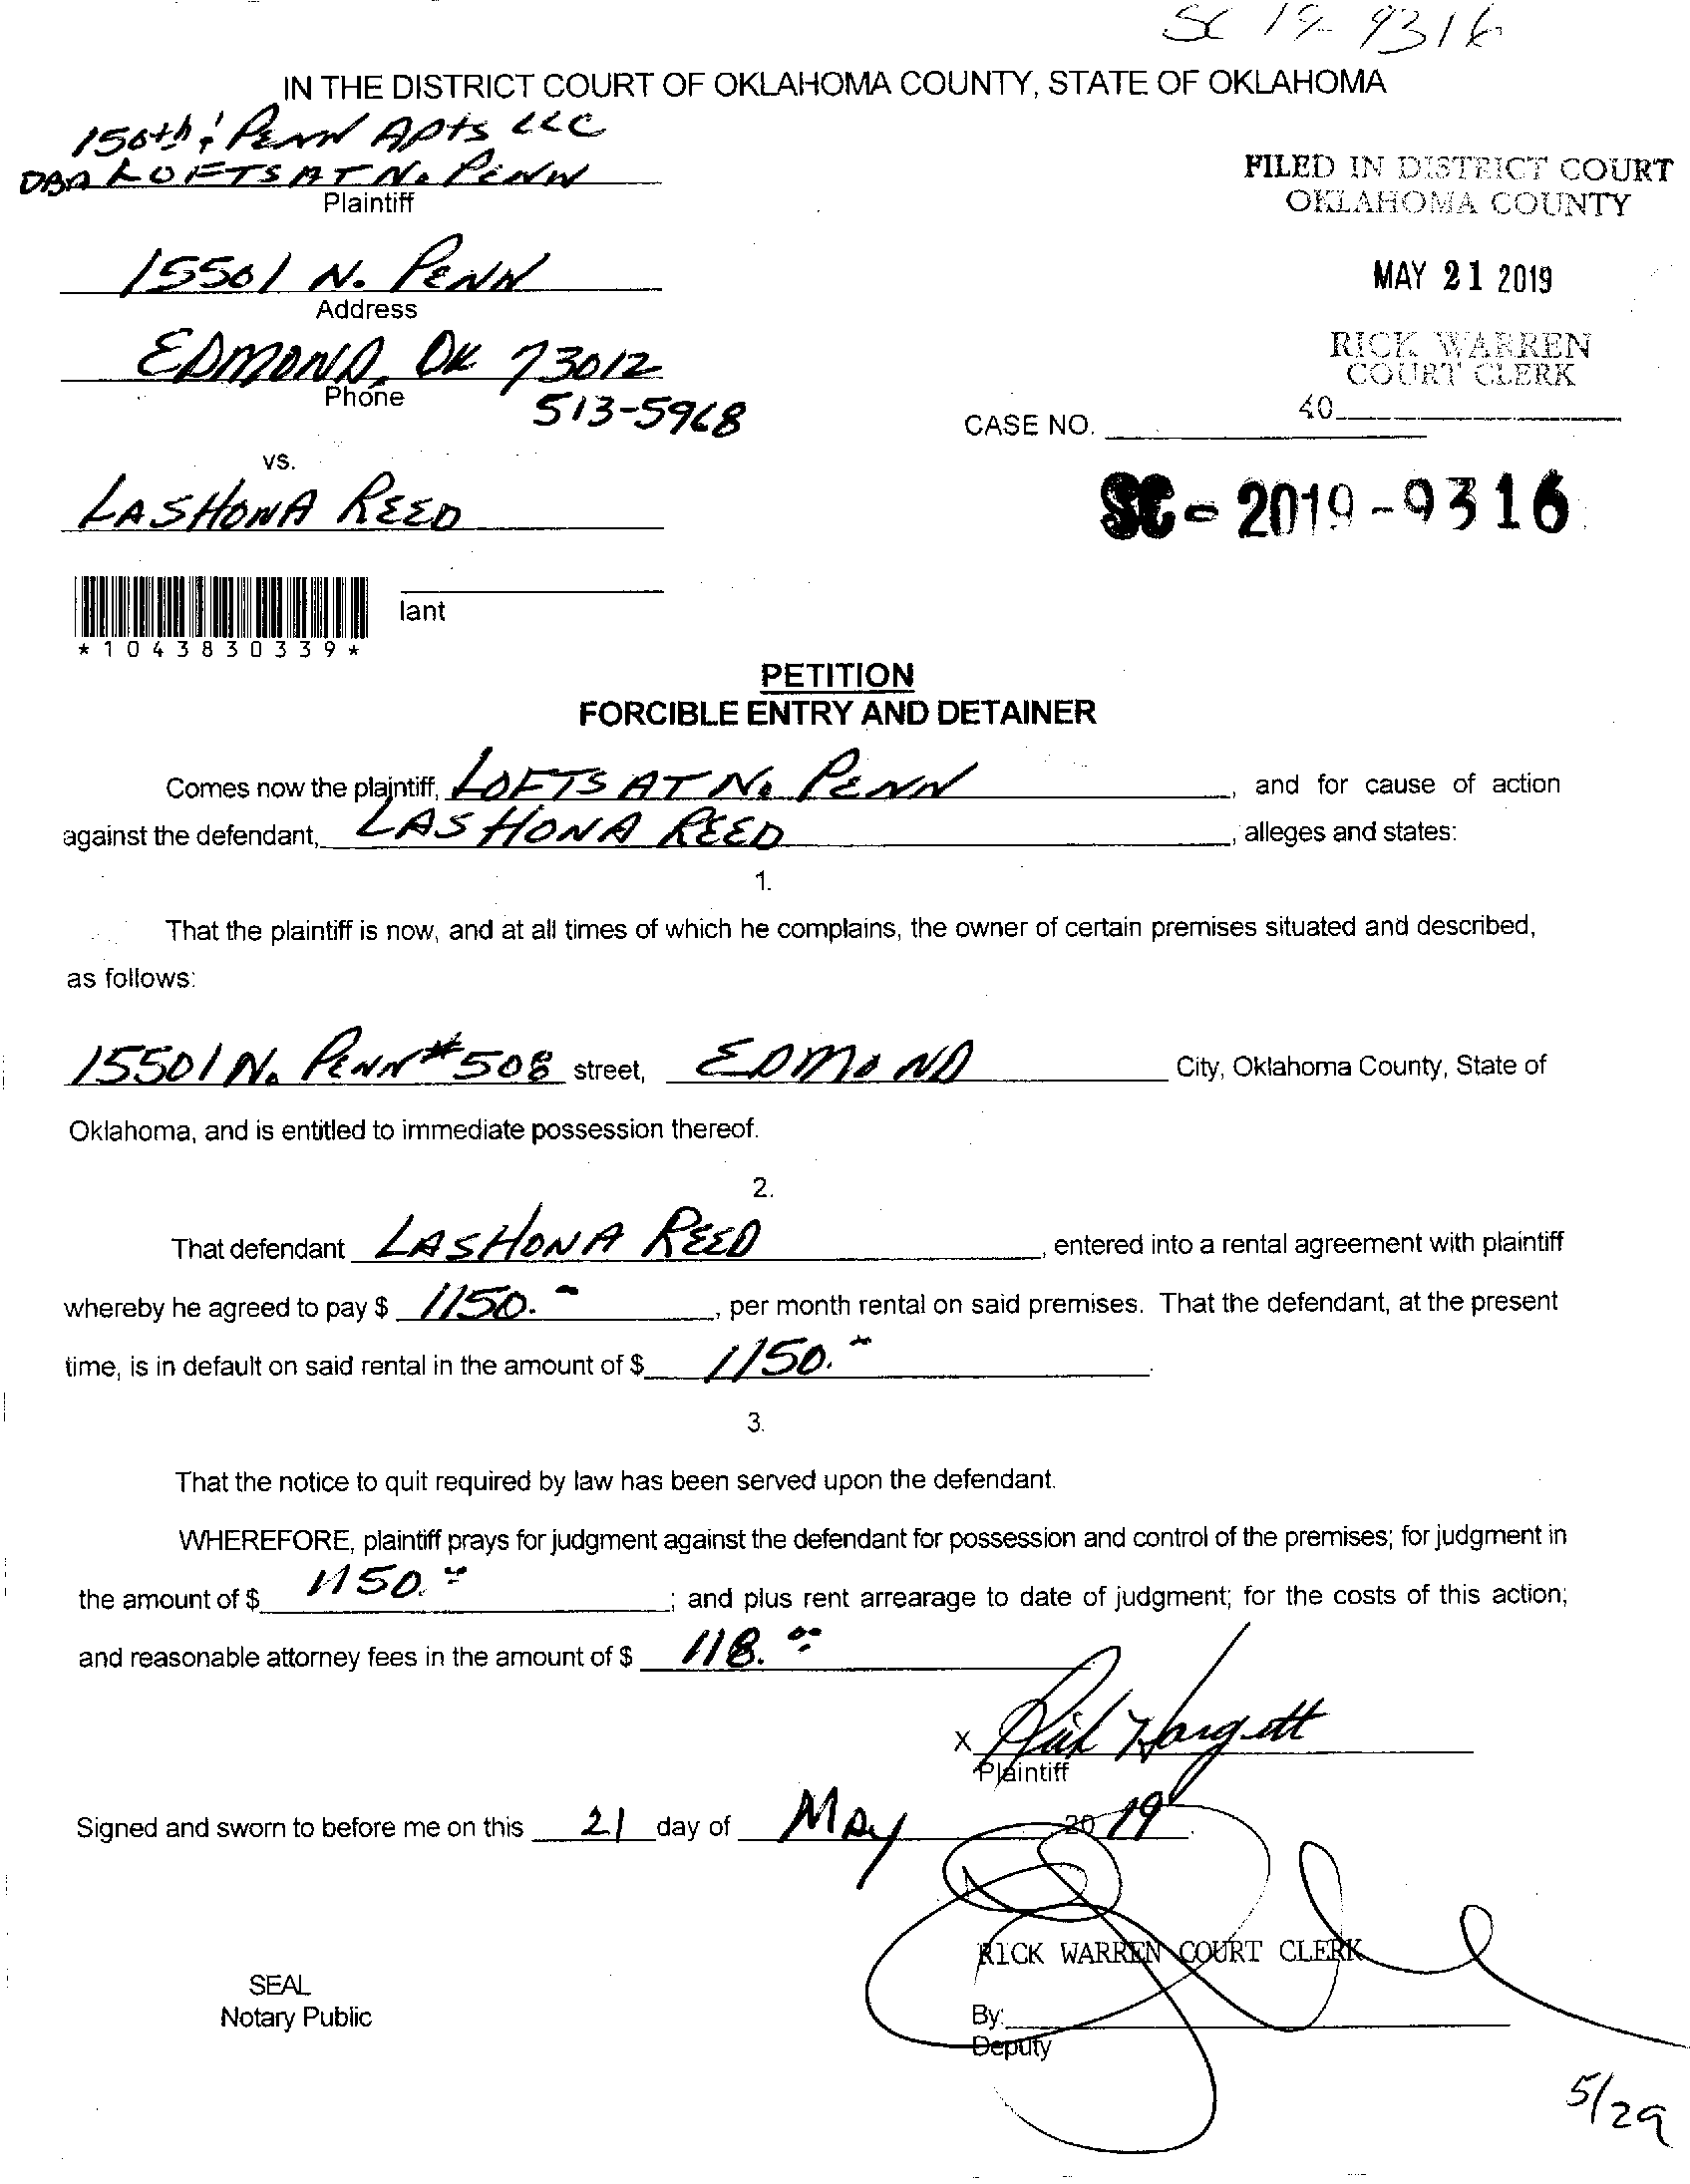 SC 19-9316
IN THE DISTRICT COURT OF OKLAHOMA COUNTY, STATE OF OKLAHOMA
150th & PENN APts LLC
DBA LOFTS AT N. PENN
Plaintiff
FILED IN DISTRICT COURT
OKLAHOMA COUNTY
15501 N. PENN
Address
MAY 21 2019
EDMOND, OK 73012
Phone
513-5968
RICK WARREN
COURT CLERK
40
CASE NO.
vs.
LASHONA REED
SC - 2019 - 9316
lant
*1043830339*
PETITION
FORCIBLE ENTRY AND DETAINER
Comes now the plaintiff, LOFTS AT N. PENN, and for cause of action
against the defendant, LASHONA REED, alleges and states:
1.
That the plaintiff is now, and at all times of which he complains, the owner of certain premises situated and described,
as follows:
15501 N. PENN #508 street, EDMOND City, Oklahoma County, State of
Oklahoma, and is entitled to immediate possession thereof.
2.
That defendant LASHONA REED, entered into a rental agreement with plaintiff
whereby he agreed to pay $ 1150.-, per month rental on said premises. That the defendant, at the present
time, is in default on said rental in the amount of $ 1150.-.
3.
That the notice to quit required by law has been served upon the defendant.
WHEREFORE, plaintiff prays for judgment against the defendant for possession and control of the premises; for judgment in
the amount of $ 1150.-; and plus rent arrearage to date of judgment; for the costs of this action;
and reasonable attorney fees in the amount of $ 118.00
X Rick Hargett
Plaintiff
Signed and sworn to before me on this 21 day of MAy 2019.
RICK WARREN COURT CLERK
SEAL
Notary Public
By:
Deputy
5/29